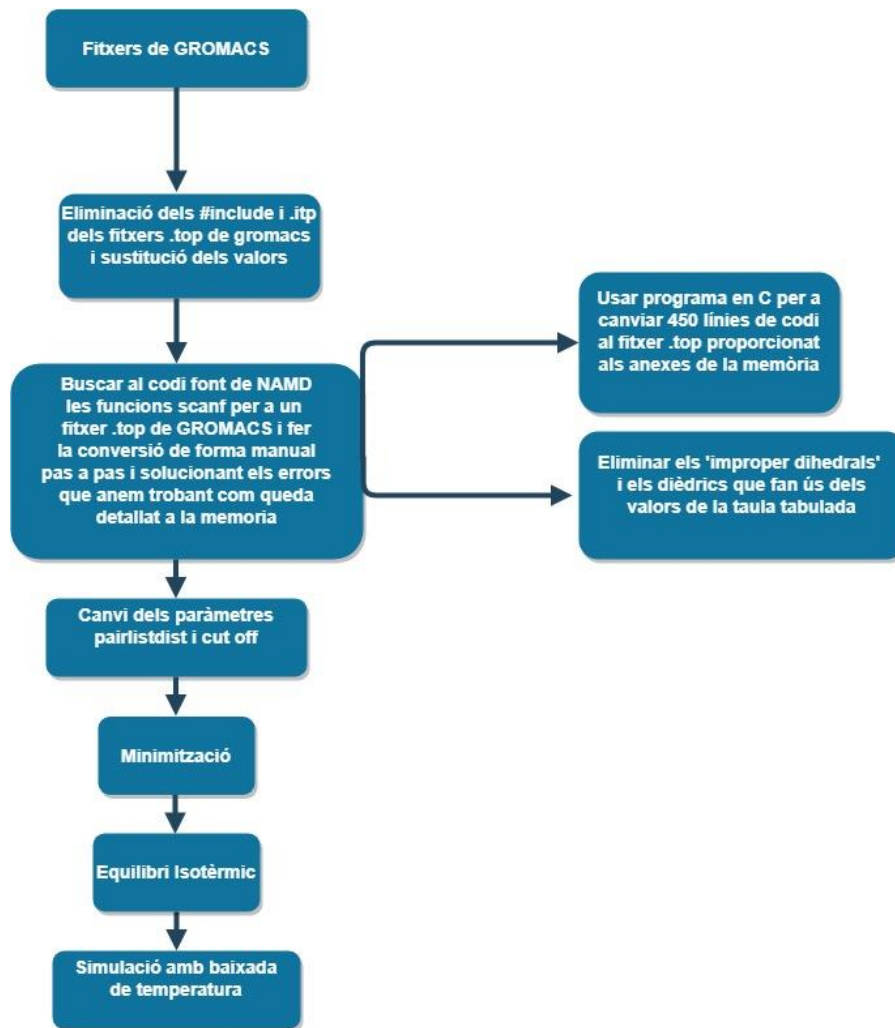 Fitxers de GROMACS
Eliminació dels #include i .itp
dels fitxers .top de gromacs
i sustitució dels valors
Buscar al codi font de NAMD
les funcions scanf per a un
fitxer .top de GROMACS i fer
la conversió de forma manual
pas a pas i solucionant els errors
que anem trobant com queda
detallat a la memoria
Usar programa en C per a
canviar 450 línies de codi
al fitxer .top proporcionat
als anexes de la memòria
Eliminar els 'improper dihedrals'
i els dièdrics que fan ús dels
valors de la taula tabulada
Canvi dels paràmetres
pairlistdist i cut off
Minimització
Equilibri Isotèrmic
Simulació amb baixada
de temperatura